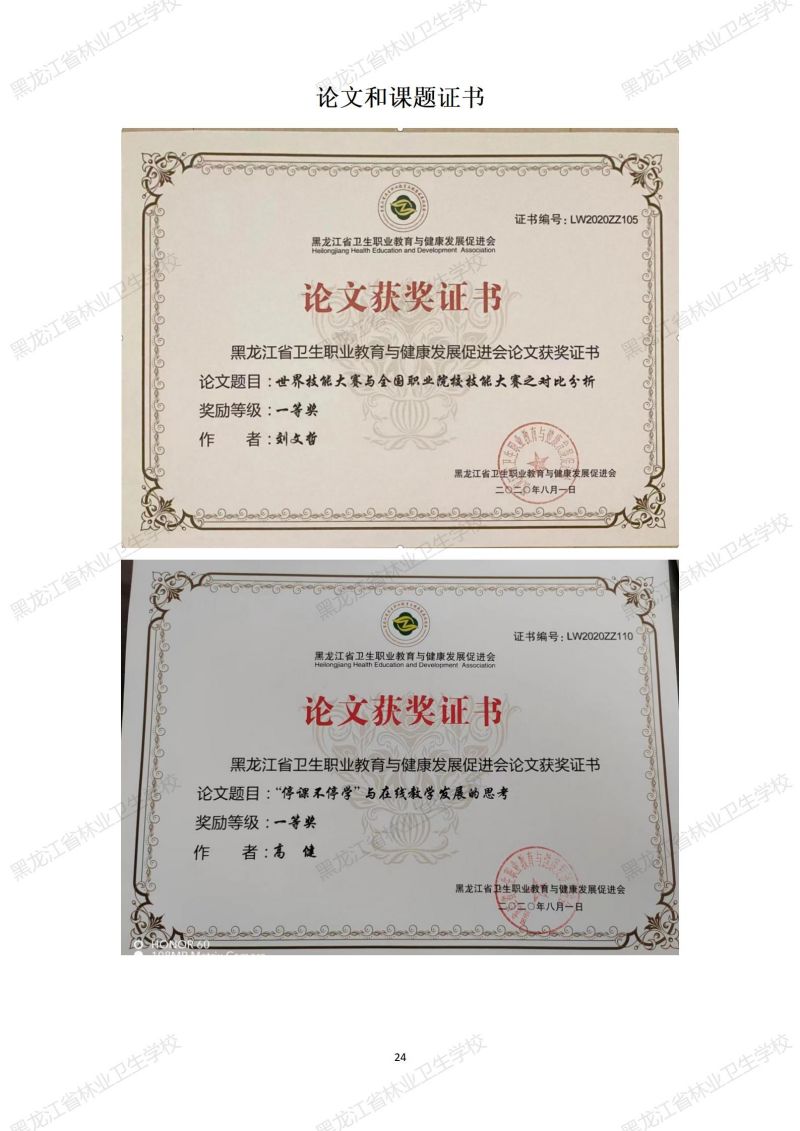 论文和课题证书
证书编号：LW2020ZZ105
黑龙江省卫生职业教育与健康发展促进会
Heilongjiang Health Education and Development Association
论文获奖证书
黑龙江省卫生职业教育与健康发展促进会论文获奖证书
论文题目：世界技能大赛与全国职业院校技能大赛之对比分析
奖励等级：一等奖
作 者：刘文哲
黑龙江省卫生职业教育与健康发展促进会
二〇二〇年八月一日
证书编号：LW2020ZZ110
黑龙江省卫生职业教育与健康发展促进会
Heilongjiang Health Education and Development Association
论文获奖证书
黑龙江省卫生职业教育与健康发展促进会论文获奖证书
论文题目：“停课不停学”与在线教学发展的思考
奖励等级：一等奖
作 者：高 健
黑龙江省卫生职业教育与健康发展促进会
二〇二〇年八月一日
HONOR 60
108MP Matrix Camera
24
黑龙江省林业卫生学校